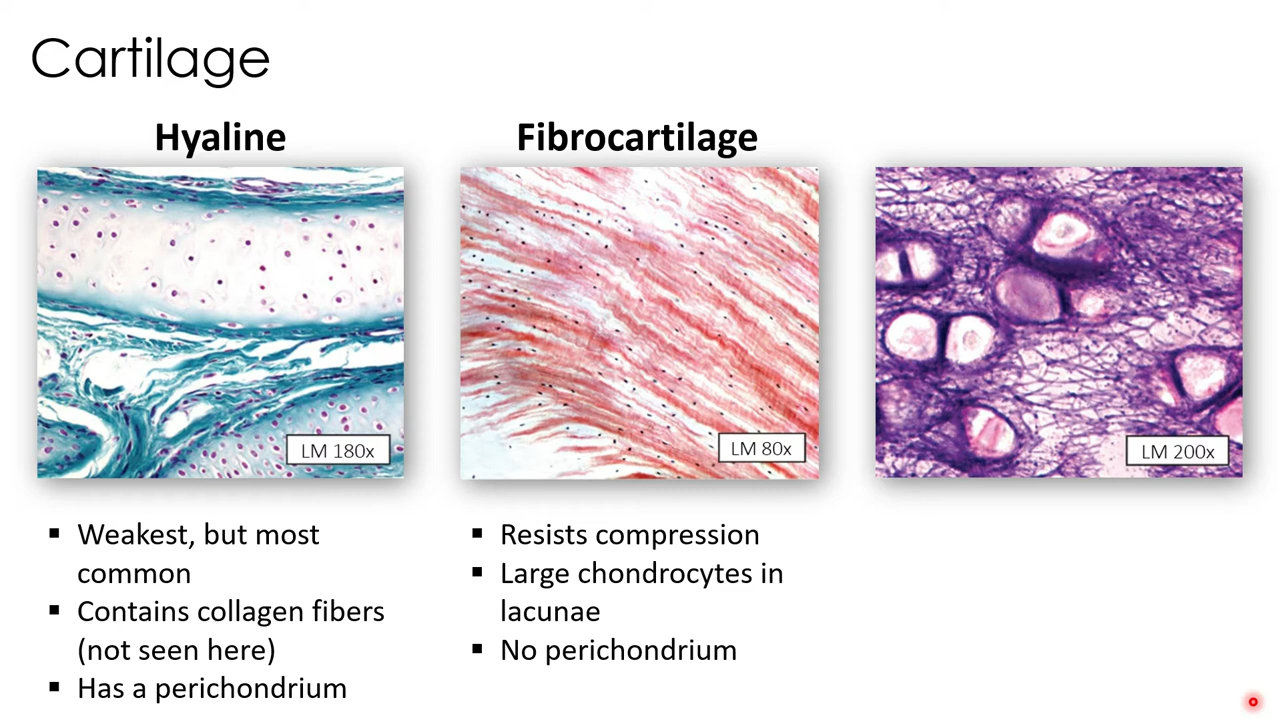 Cartilage
Hyaline
Fibrocartilage
LM 180x
LM 80x
LM 200x
▪ Weakest, but most
common
▪ Contains collagen fibers
(not seen here)
▪ Has a perichondrium
▪ Resists compression
▪ Large chondrocytes in
lacunae
▪ No perichondrium